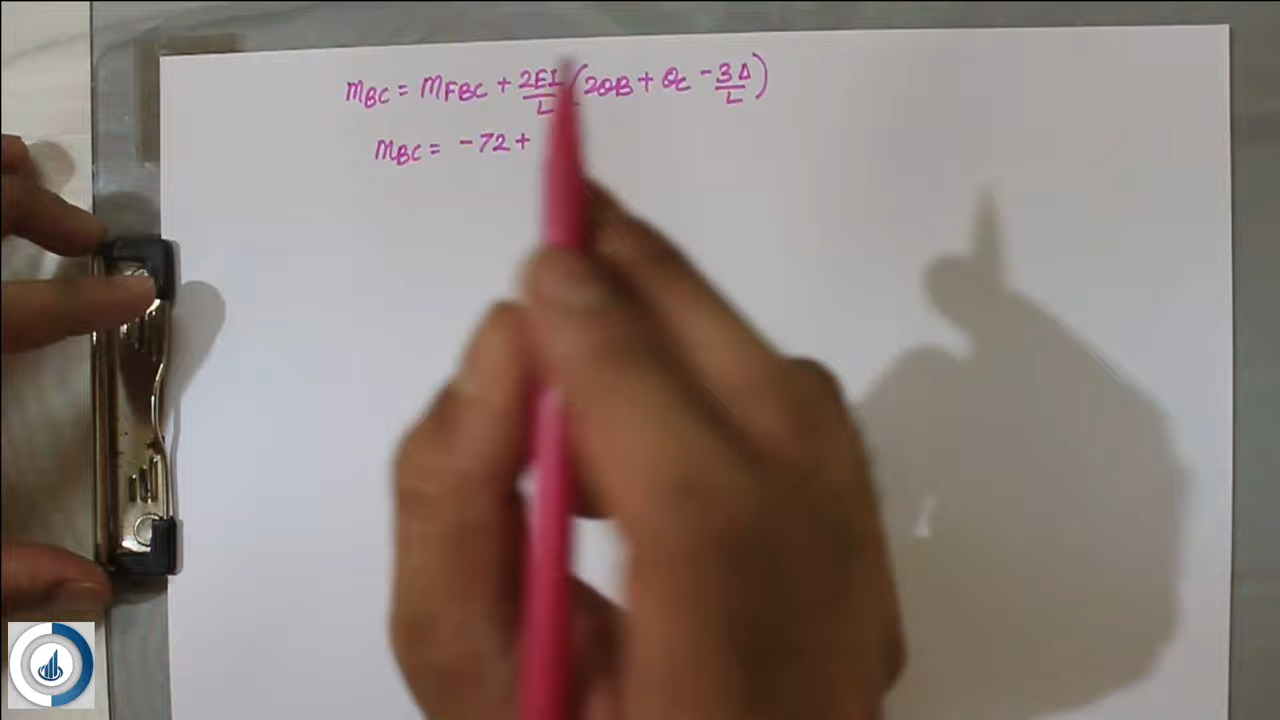 MBC = MFBC + 2EI/L (2θB + θC - 3Δ/L)
MBC = -72 +